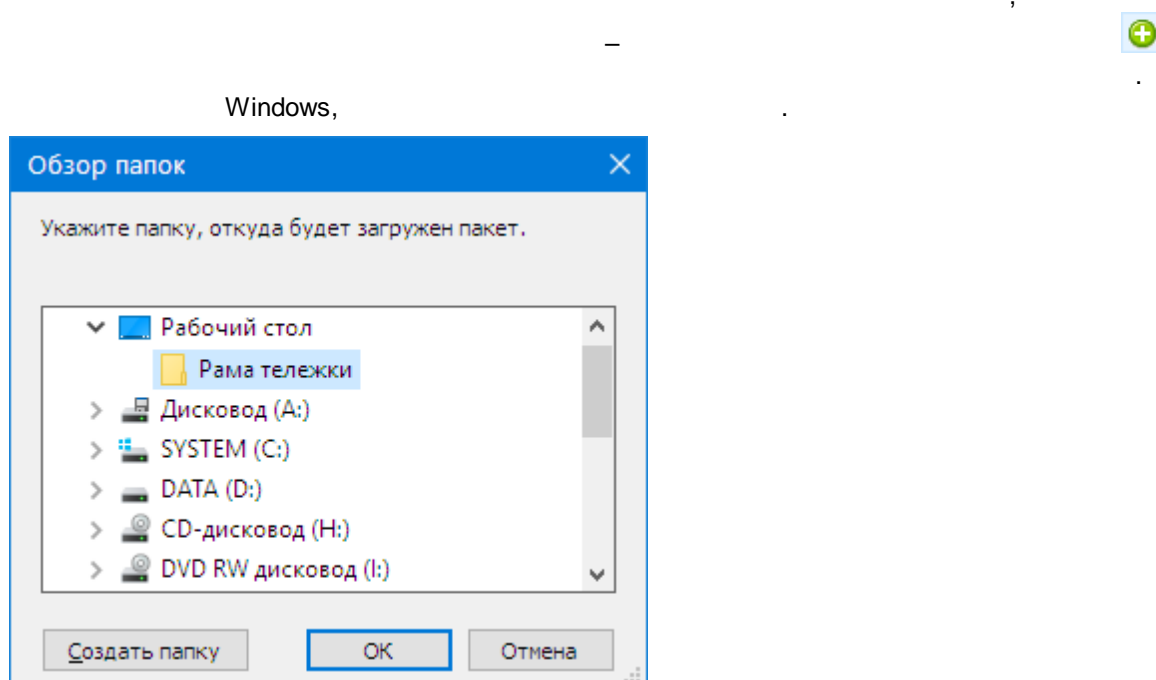 ,
–
.
Windows, .
Обзор папок
Укажите папку, откуда будет загружен пакет.
Рабочий стол
Рама тележки
Дисковод (A:)
SYSTEM (C:)
DATA (D:)
CD-дисковод (H:)
DVD RW дисковод (I:)
Создать папку ОК Отмена